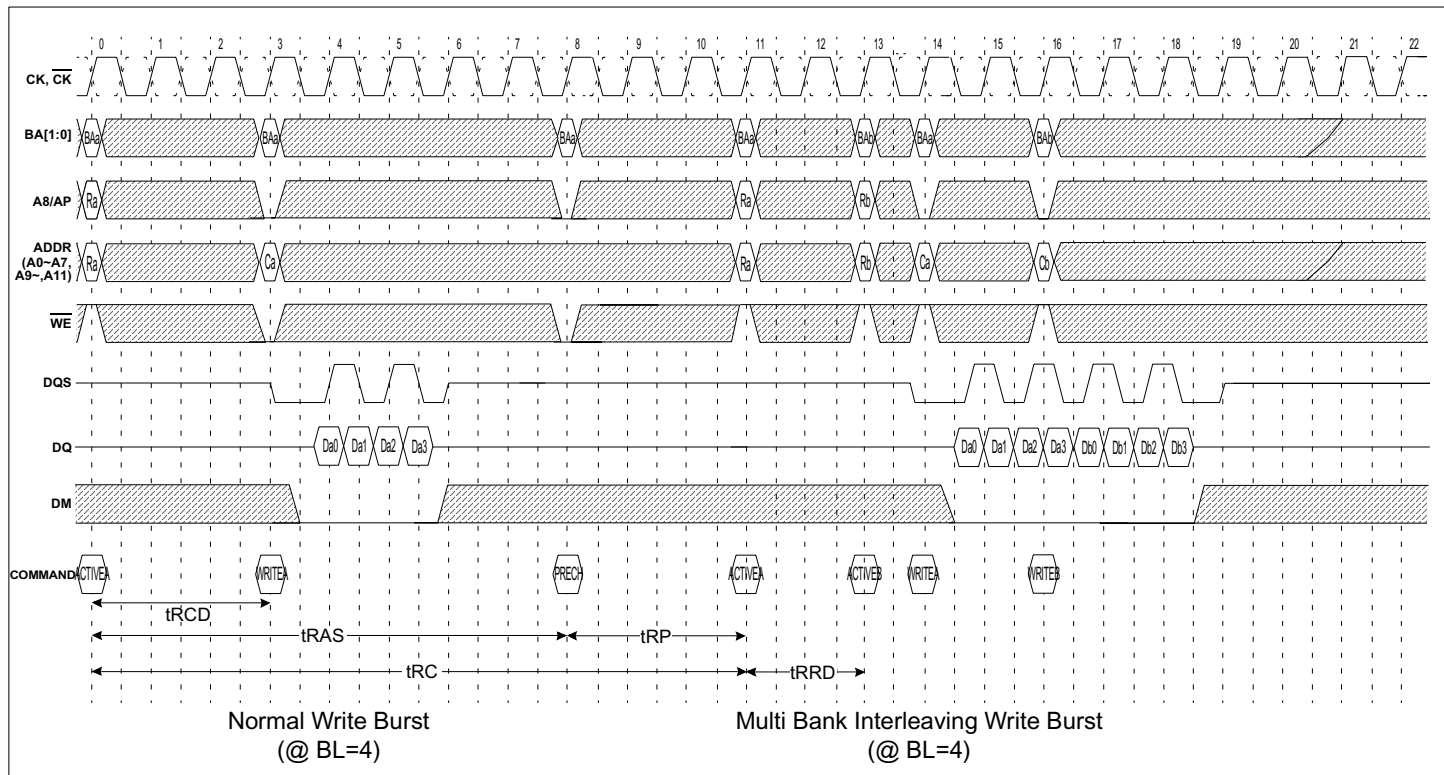 0 1 2 3 4 5 6 7 8 9 10 11 12 13 14 15 16 17 18 19 20 21 22
CK, CK
BA[1:0] BAa BAa BAa BAa BAb BAa BAb
A8/AP Ra Ra Rb
ADDR
(A0~A7,
A9~,A11) Ra Ca Ra Rb Ca Cb
WE
DQS
DQ Da0 Da1 Da2 Da3 Da0 Da1 Da2 Da3 Db0 Db1 Db2 Db3
DM
COMMAND ACTIVEA WRITEA PRECH ACTIVEA ACTIVEB WRITEA WRITEB
tRCD
tRAS tRP
tRC tRRD
Normal Write Burst Multi Bank Interleaving Write Burst
(@ BL=4) (@ BL=4)